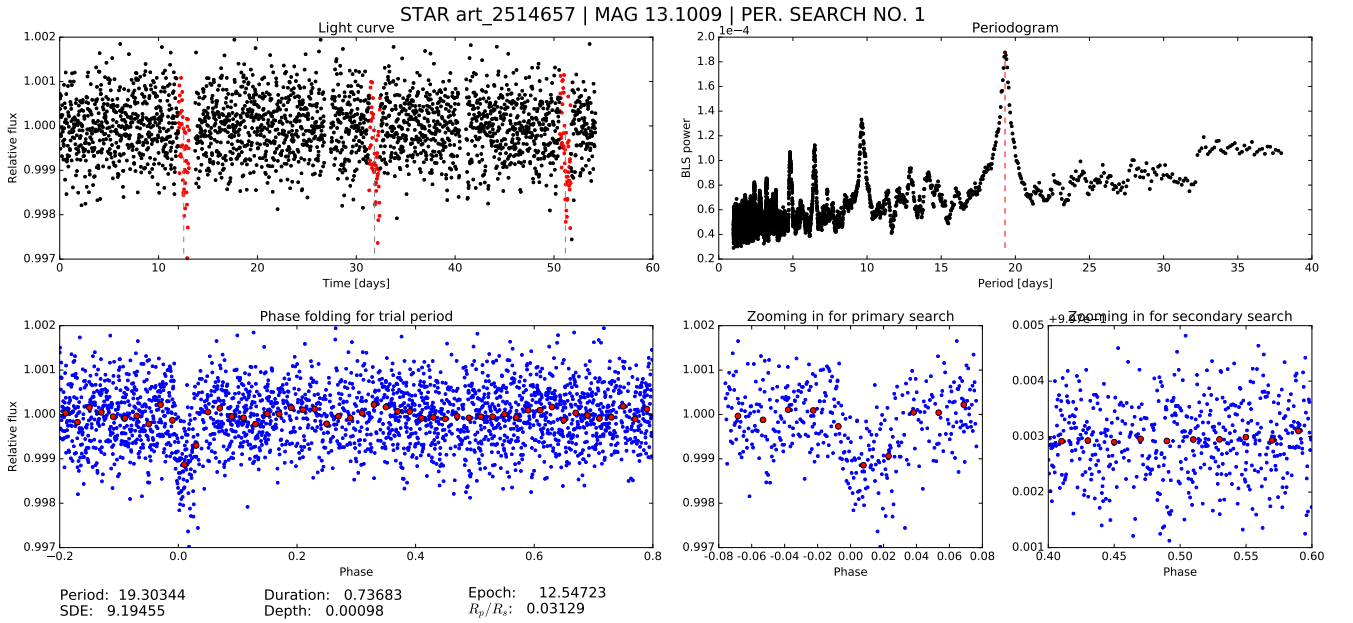 STAR art_2514657 | MAG 13.1009 | PER. SEARCH NO. 1
Light curve
1.002
1.001
1.000
0.999
0.998
0.997
Relative flux
0 10 20 30 40 50 60
Time [days]
Periodogram
1e−4
2.0
1.8
1.6
1.4
1.2
1.0
0.8
0.6
0.4
0.2
BLS power
0 5 10 15 20 25 30 35 40
Period [days]
Phase folding for trial period
1.002
1.001
1.000
0.999
0.998
0.997
Relative flux
−0.2 0.0 0.2 0.4 0.6 0.8
Phase
Zooming in for primary search
1.002
1.001
1.000
0.999
0.998
0.997
-0.08 -0.06 -0.04 -0.02 0.00 0.02 0.04 0.06 0.08
Phase
Zooming in for secondary search
+9.97e−1
0.005
0.004
0.003
0.002
0.001
0.40 0.45 0.50 0.55 0.60
Phase
Period: 19.30344 Duration: 0.73683 Epoch: 12.54723
SDE: 9.19455 Depth: 0.00098 Rp/Rs: 0.03129